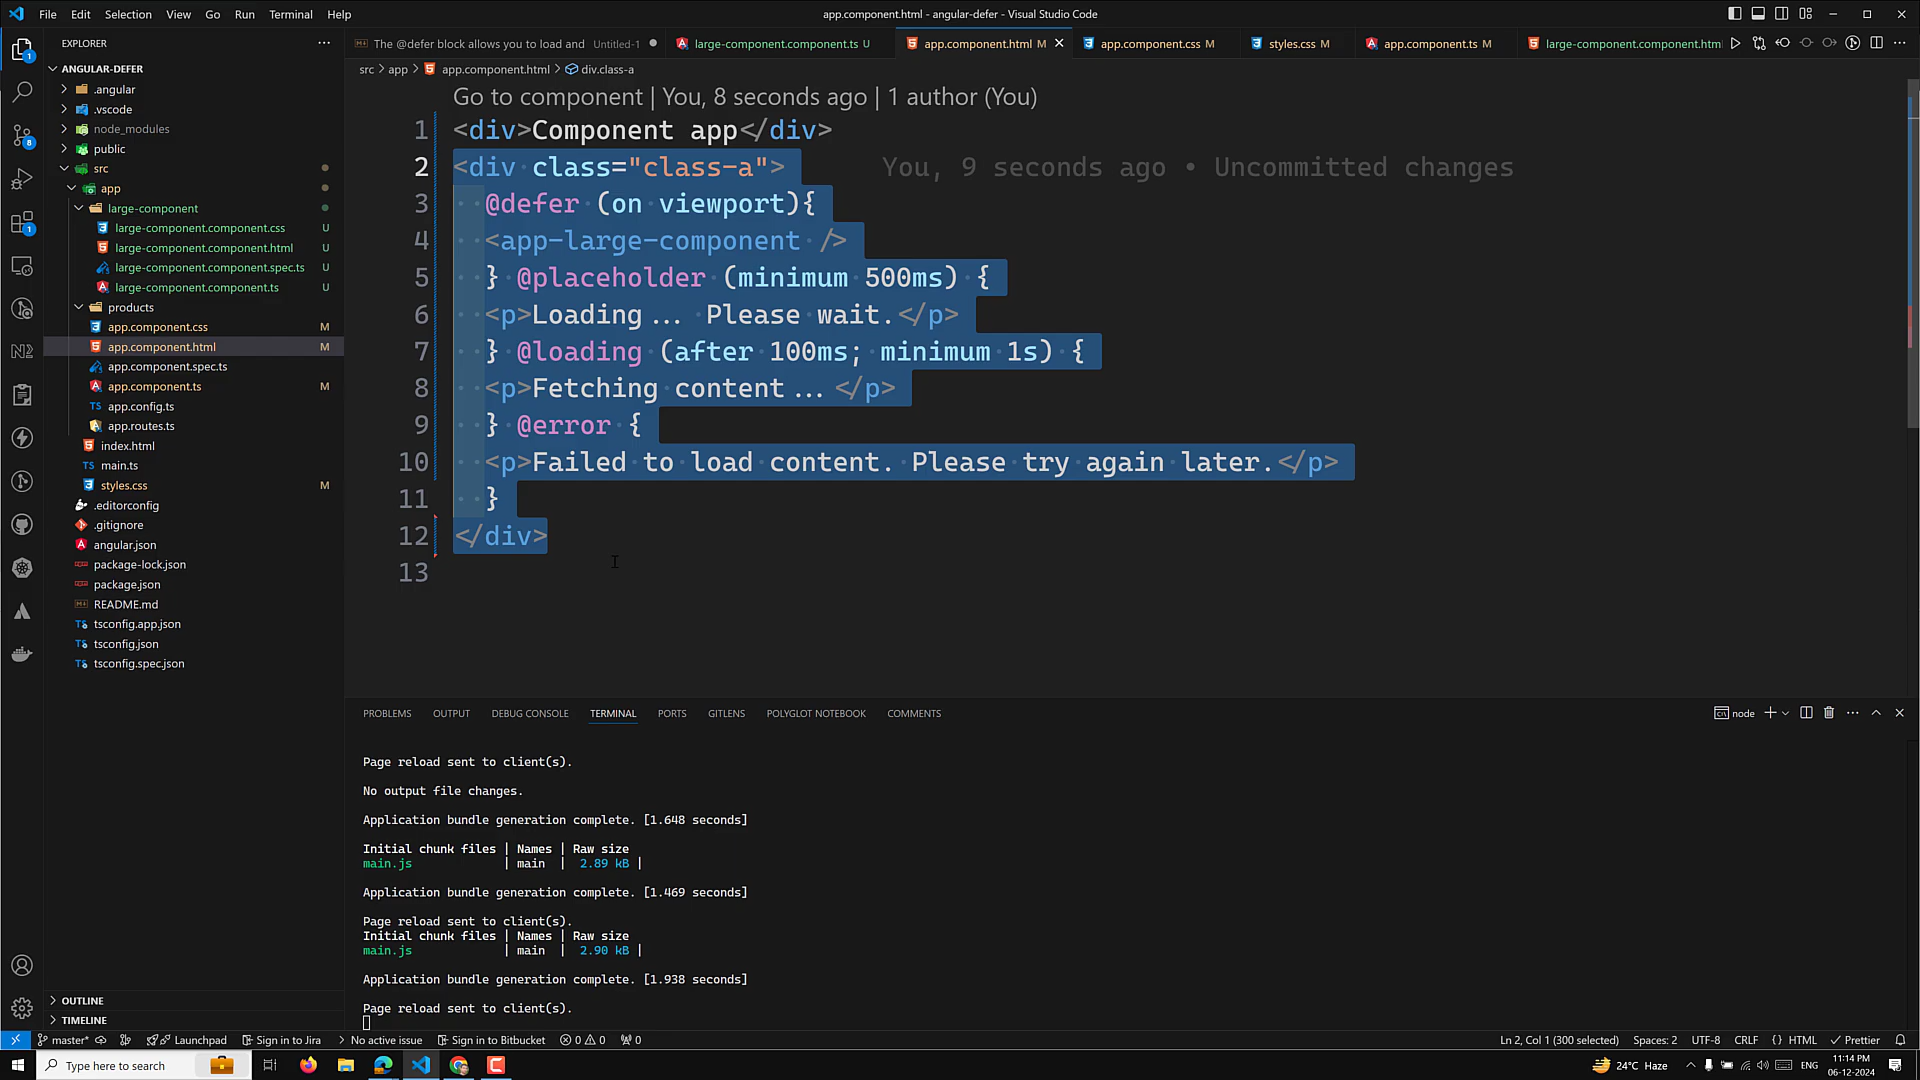 File Edit Selection View Go Run Terminal Help
app.component.html - angular-defer - Visual Studio Code
EXPLORER
The @defer block allows you to load and Untitled-1
large-component.component.ts U
app.component.html M
app.component.css M
styles.css M
app.component.ts M
large-component.component.html
ANGULAR-DEFER
.angular
.vscode
node_modules
public
src
app
large-component
large-component.component.css U
large-component.component.html U
large-component.component.spec.ts U
large-component.component.ts U
products
app.component.css M
app.component.html M
app.component.spec.ts
app.component.ts M
app.config.ts
app.routes.ts
index.html
main.ts
styles.css M
.editorconfig
.gitignore
angular.json
package-lock.json
package.json
README.md
tsconfig.app.json
tsconfig.json
tsconfig.spec.json
OUTLINE
TIMELINE
src > app > app.component.html > div.class-a
Go to component | You, 8 seconds ago | 1 author (You)
1 <div>Component app</div>
2 <div class="class-a"> You, 9 seconds ago • Uncommitted changes
3 @defer (on viewport){
4 <app-large-component />
5 } @placeholder (minimum 500ms) {
6 <p>Loading... Please wait.</p>
7 } @loading (after 100ms; minimum 1s) {
8 <p>Fetching content... </p>
9 } @error {
10 <p>Failed to load content. Please try again later.</p>
11 }
12 </div>
13
PROBLEMS OUTPUT DEBUG CONSOLE TERMINAL PORTS GITLENS POLYGLOT NOTEBOOK COMMENTS
node
Page reload sent to client(s).
No output file changes.
Application bundle generation complete. [1.648 seconds]
Initial chunk files | Names | Raw size
main.js | main | 2.89 kB |
Application bundle generation complete. [1.469 seconds]
Page reload sent to client(s).
Initial chunk files | Names | Raw size
main.js | main | 2.90 kB |
Application bundle generation complete. [1.938 seconds]
Page reload sent to client(s).
master* Launchpad Sign in to Jira No active issue Sign in to Bitbucket 0 0 0
Ln 2, Col 1 (300 selected) Spaces: 2 UTF-8 CRLF {} HTML Prettier
Type here to search
24°C Haze
ENG
11:14 PM
06-12-2024